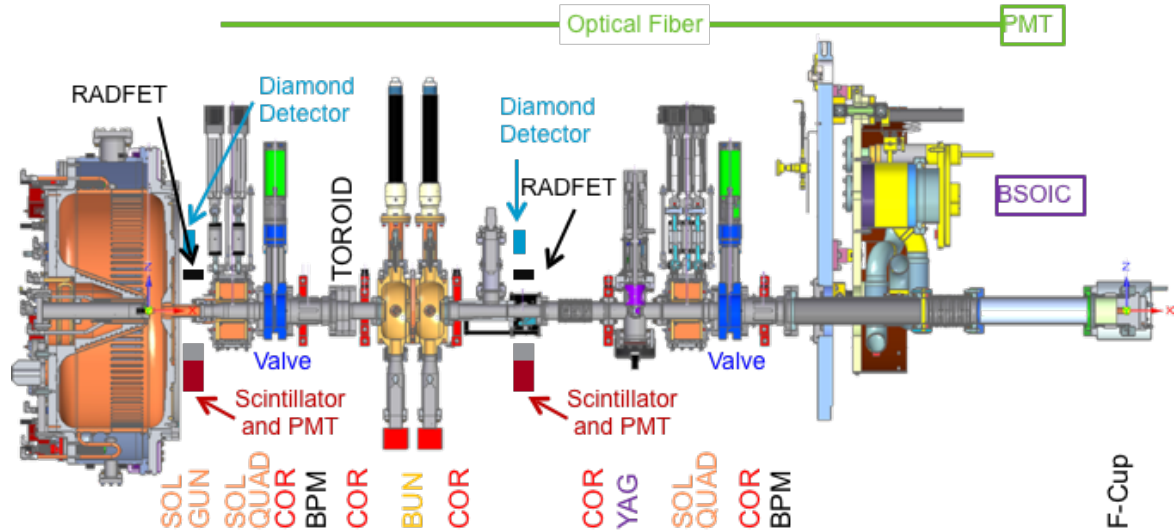 Optical Fiber
PMT
RADFET
Diamond
Detector
Diamond
Detector
RADFET
BSOIC
TOROID
Valve
Valve
Scintillator
and PMT
Scintillator
and PMT
SOL
GUN
SOL
QUAD
COR
BPM
COR
BUN
COR
COR
YAG
SOL
QUAD
COR
BPM
F-Cup
Z
X
Z
X